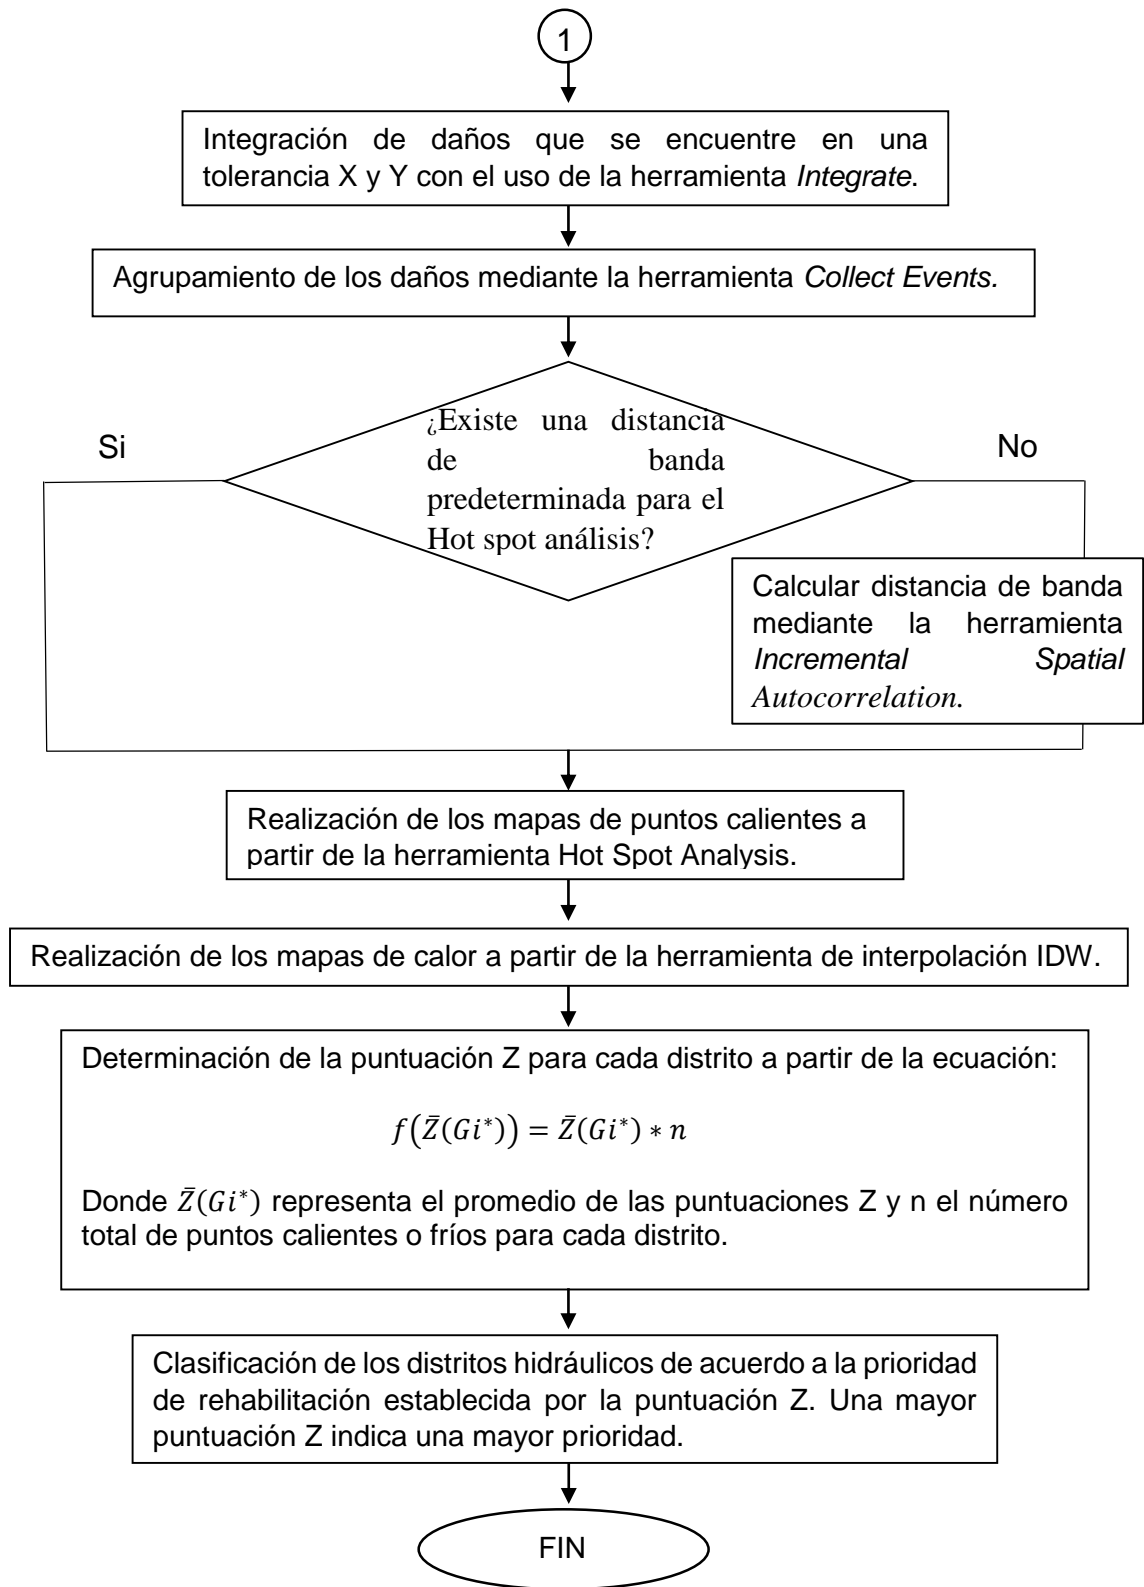 1
Integración de daños que se encuentre en una
tolerancia X y Y con el uso de la herramienta Integrate.
Agrupamiento de los daños mediante la herramienta Collect Events.
¿Existe una distancia
de banda
predeterminada para el
Hot spot análisis?
Si
No
Calcular distancia de banda
mediante la herramienta
Incremental Spatial
Autocorrelation.
Realización de los mapas de puntos calientes a
partir de la herramienta Hot Spot Analysis.
Realización de los mapas de calor a partir de la herramienta de interpolación IDW.
Determinación de la puntuación Z para cada distrito a partir de la ecuación:
f(Z̄(Gi*)) = Z̄(Gi*) * n
Donde Z̄(Gi*) representa el promedio de las puntuaciones Z y n el número
total de puntos calientes o fríos para cada distrito.
Clasificación de los distritos hidráulicos de acuerdo a la prioridad
de rehabilitación establecida por la puntuación Z. Una mayor
puntuación Z indica una mayor prioridad.
FIN